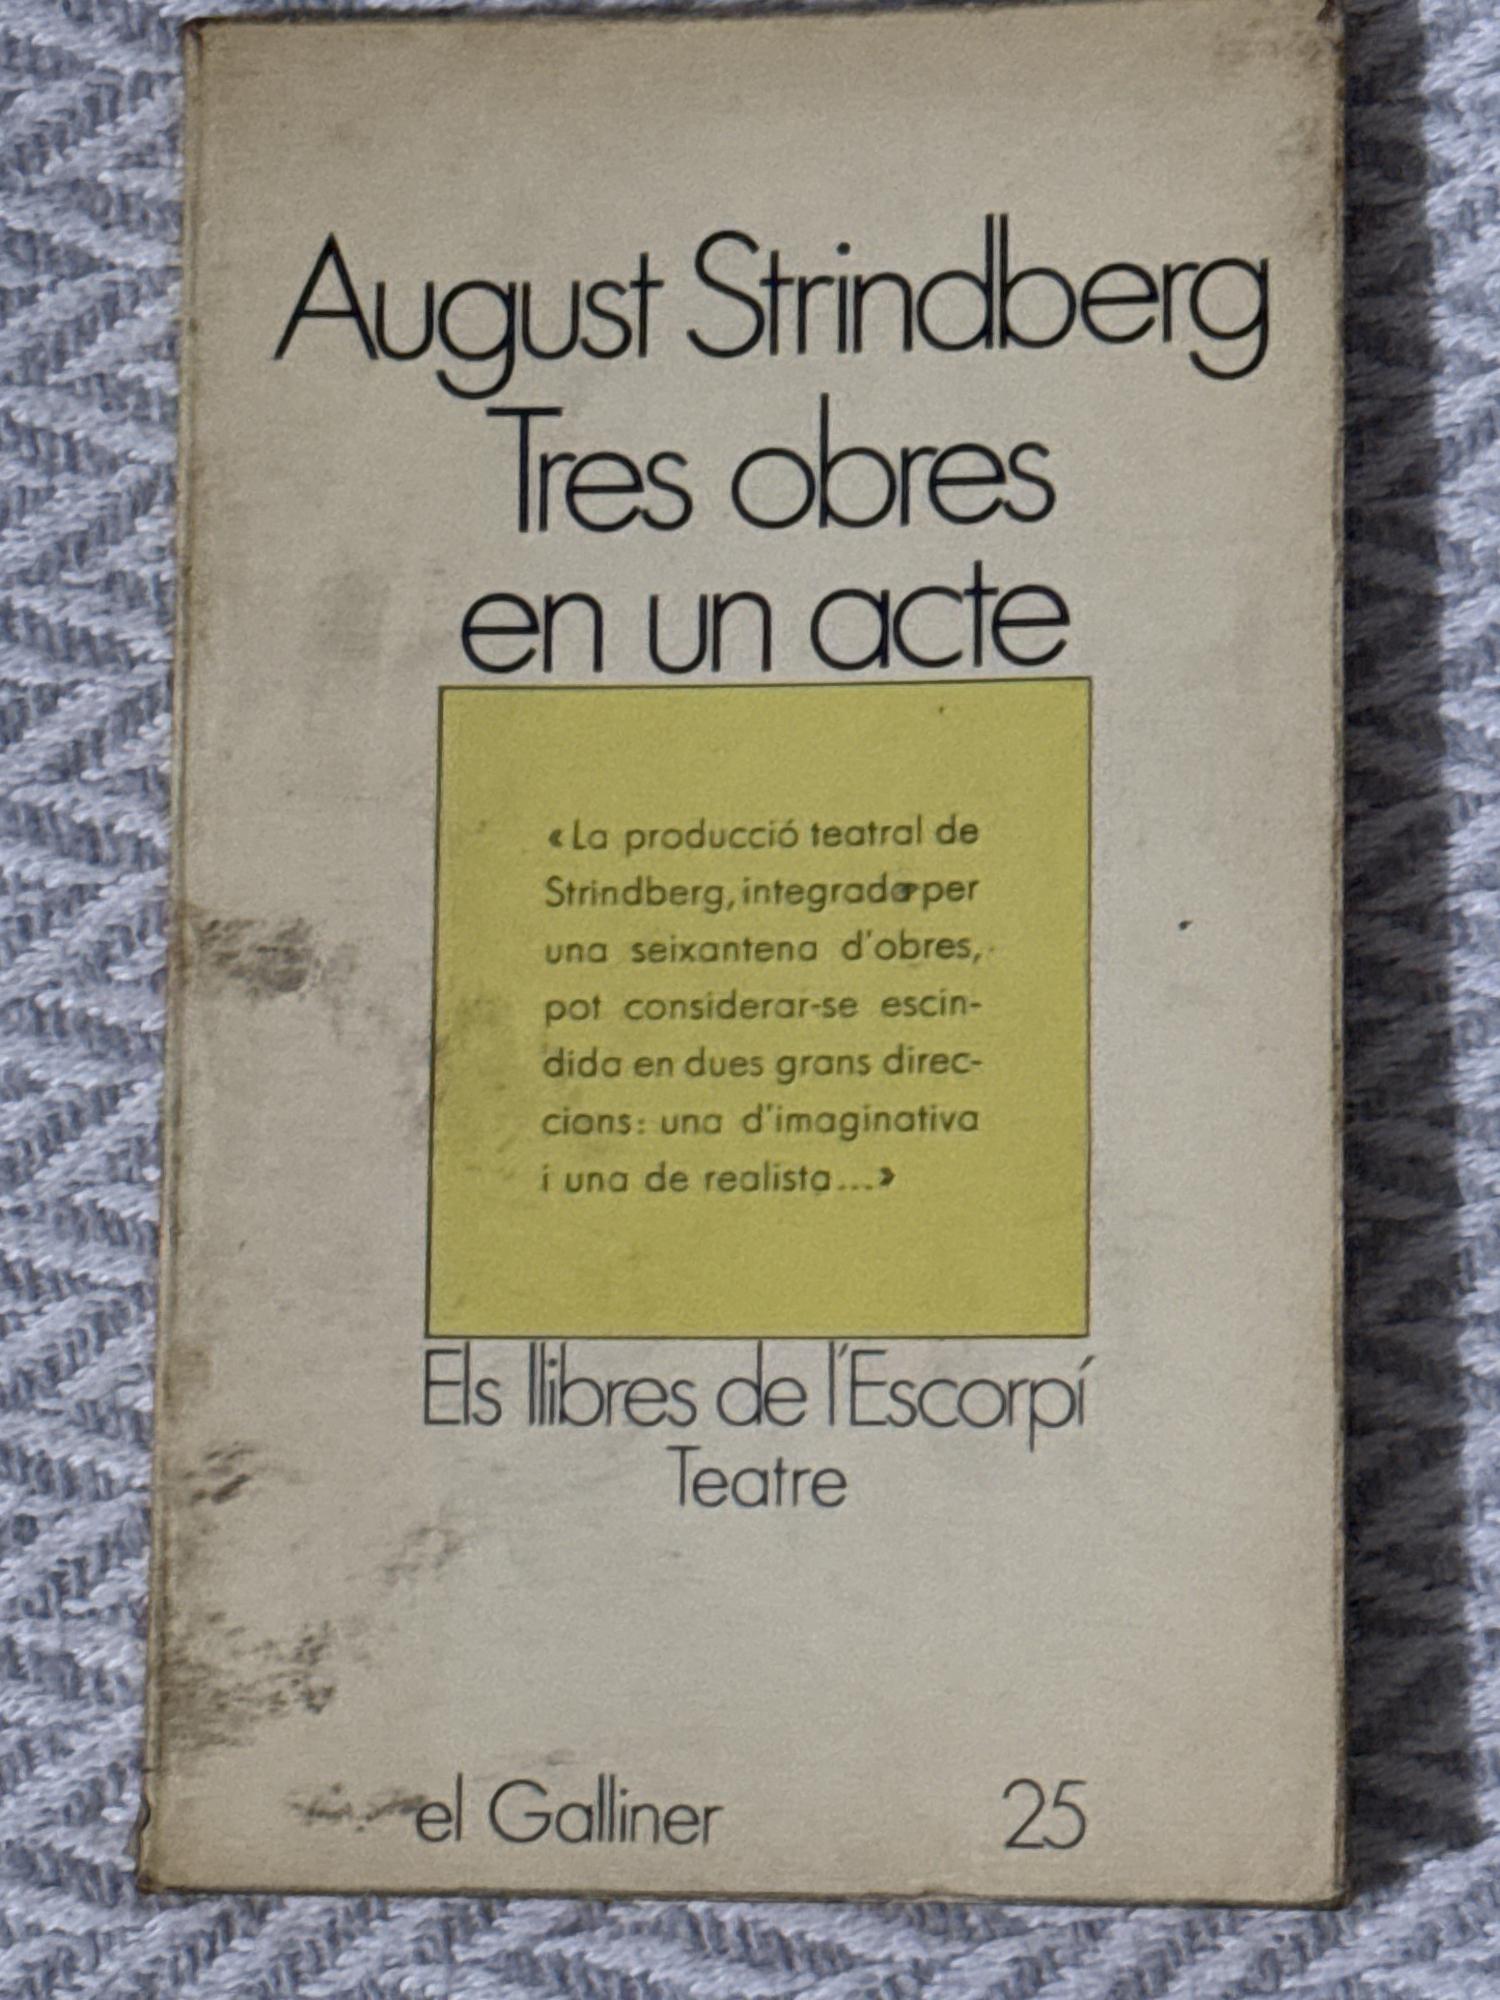 August Strindberg
Tres obres
en un acte
«La producció teatral de
Strindberg, integrada per
una seixantena d'obres,
pot considerar-se escin-
dida en dues grans direc-
cions: una d'imaginativa
i una de realista...»
Els llibres de l'Escorpí
Teatre
el Galliner 25